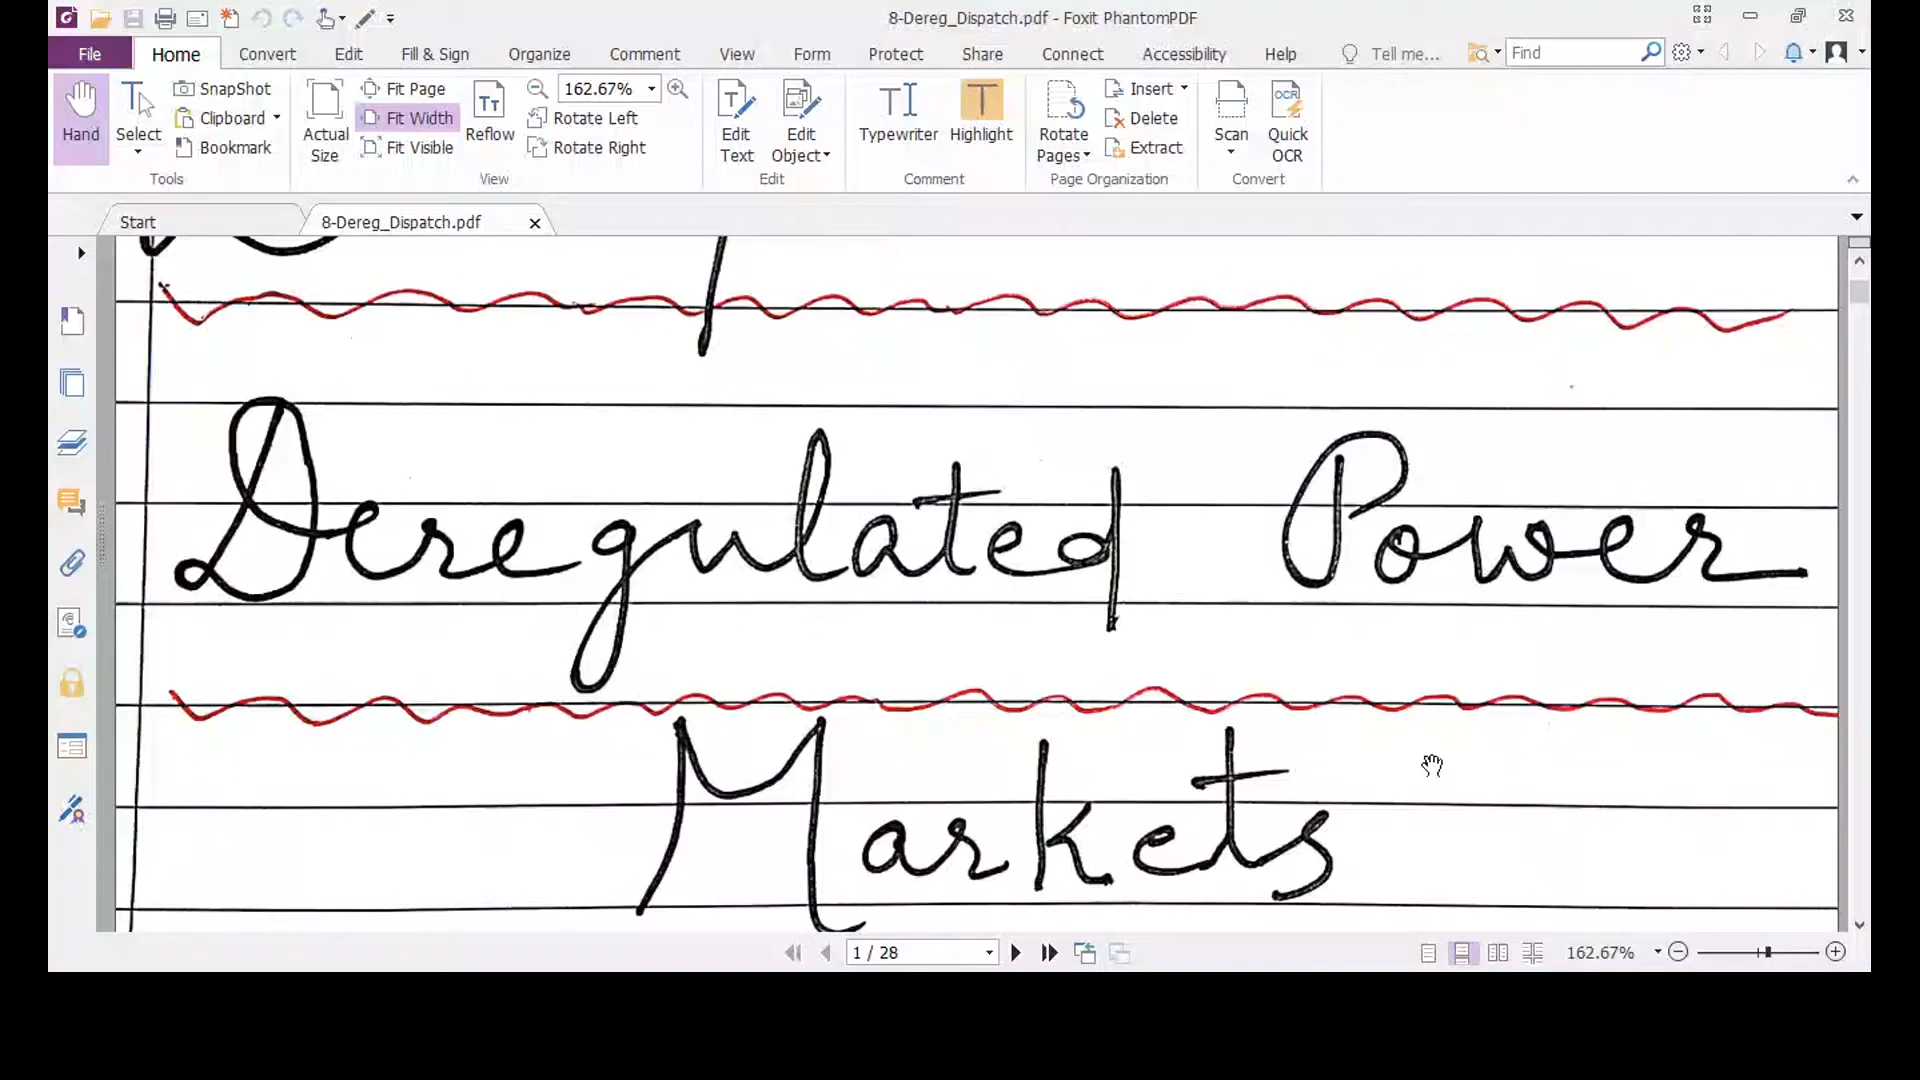 8-Dereg_Dispatch.pdf - Foxit PhantomPDF
File Home Convert Edit Fill & Sign Organize Comment View Form Protect Share Connect Accessibility Help Tell me... Find
Hand
Select
SnapShot
Clipboard
Bookmark
Tools
Actual Size
Fit Page
Fit Width
Fit Visible
Reflow
162.67%
Rotate Left
Rotate Right
View
Edit Text
Edit Object
Edit
Typewriter
Highlight
Comment
Rotate Pages
Insert
Delete
Extract
Page Organization
Scan
Quick OCR
Convert
Start
8-Dereg_Dispatch.pdf
Deregulated Power
Markets
1 / 28
162.67%